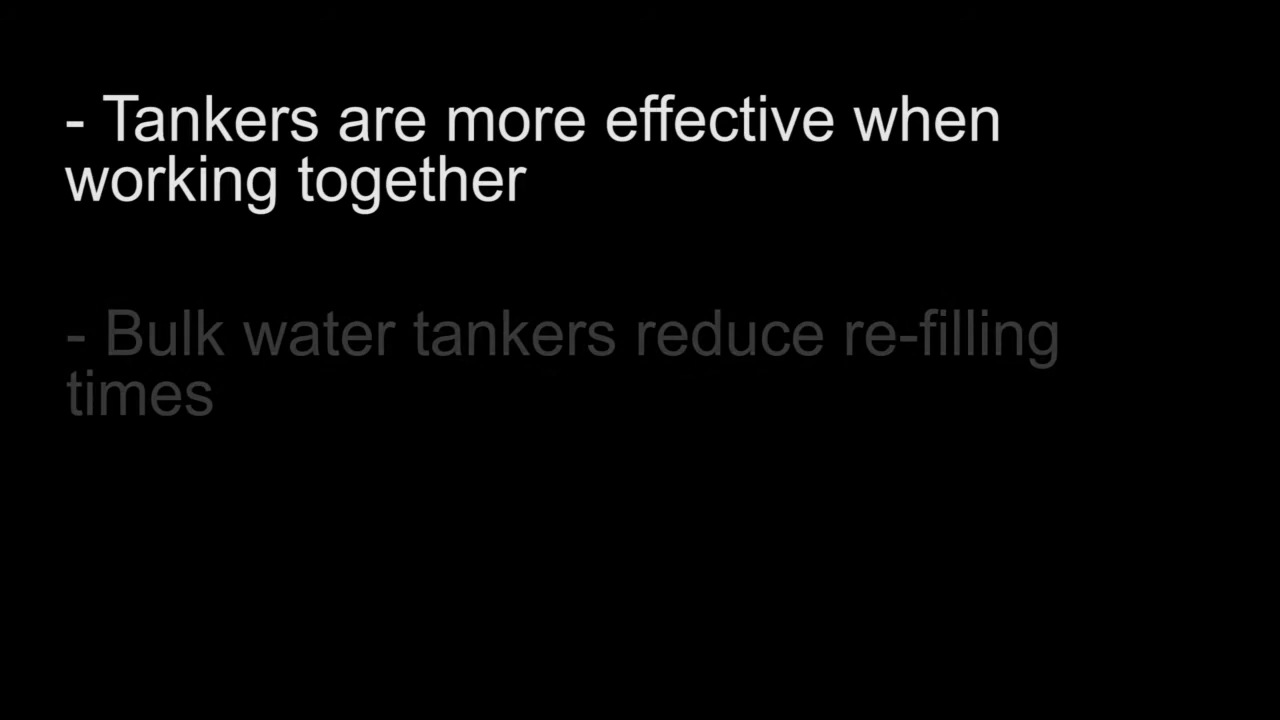 - Tankers are more effective when
working together
- Bulk water tankers reduce re-filling
times